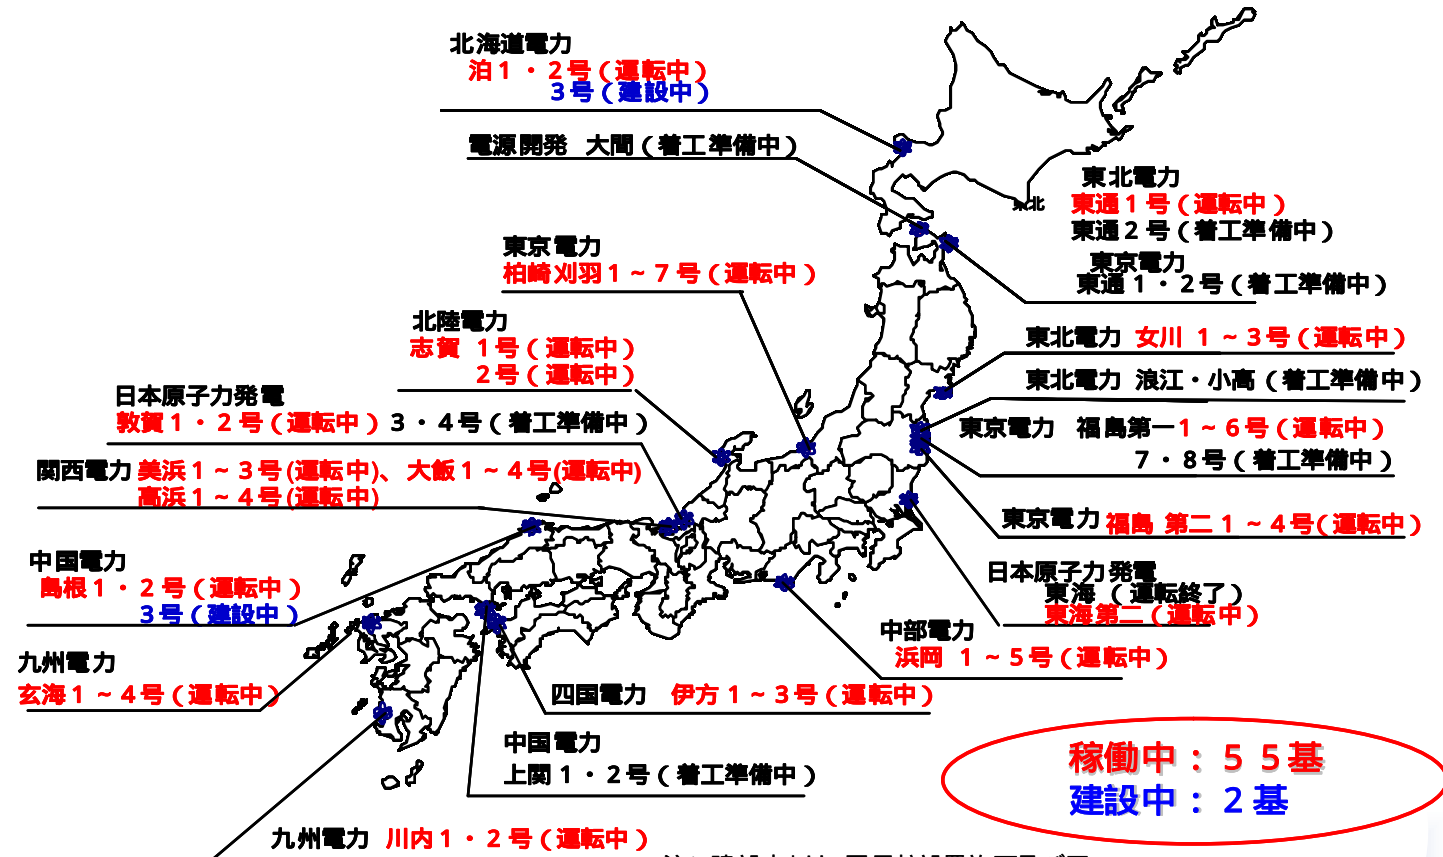 北海道電力
泊１・２号（運転中）
３号（建設中）
電源開発　大間（着工準備中）
東北電力
東北
東通１号（運転中）
東通２号（着工準備中）
東京電力
東通１・２号（着工準備中）
東京電力
柏崎刈羽１～７号（運転中）
北陸電力
志賀　１号（運転中）
２号（運転中）
東北電力　女川　１～３号（運転中）
東北電力　浪江・小高（着工準備中）
日本原子力発電
敦賀１・２号（運転中）３・４号（着工準備中）
東京電力　福島第一１～６号（運転中）
７・８号（着工準備中）
関西電力 美浜１～３号(運転中)、大飯１～４号(運転中)
高浜１～４号(運転中)
東京電力 福島 第二１～４号(運転中）
中国電力
島根１・２号（運転中）
３号（建設中）
日本原子力発電
東海（運転終了）
東海第二（運転中）
中部電力
浜岡　１～５号（運転中）
九州電力
玄海１～４号（運転中）
四国電力　伊方１～３号（運転中）
中国電力
上関１・２号（着工準備中）
稼働中：５５基
建設中：２基
九州電力　川内１・２号（運転中）